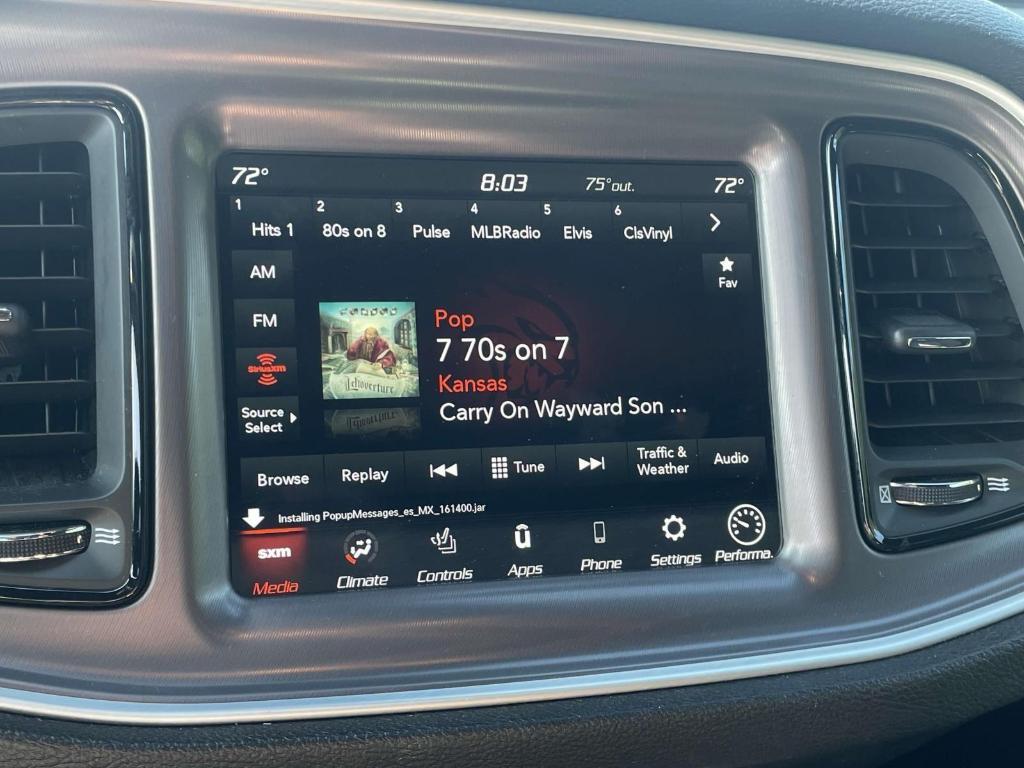 72° 8:03 75°out. 72°
1 2 3 4 5 6
Hits 1 80s on 8 Pulse MLBRadio Elvis ClsVinyl
AM
Fav
FM
Pop
7 70s on 7
SiriusXM
Kansas
Leftoverture
Carry On Wayward Son ...
Source
Select
Browse Replay Tune Traffic &
Weather Audio
Installing PopupMessages_es_MX_161400.jar
sxm
Media Climate Controls Apps Phone Settings Performa.